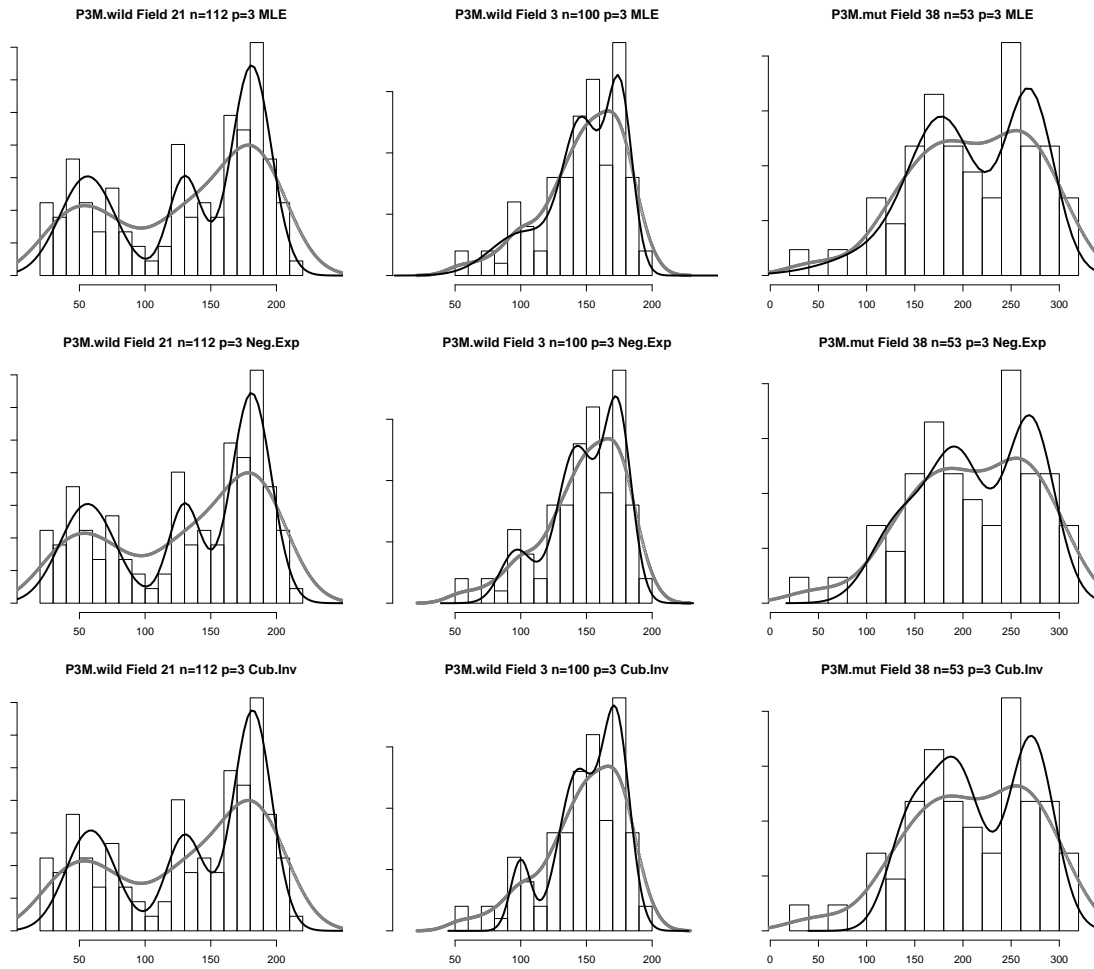 P3M.wild Field 21 n=112 p=3 MLE
50 100 150 200
P3M.wild Field 3 n=100 p=3 MLE
50 100 150 200
P3M.mut Field 38 n=53 p=3 MLE
0 50 100 150 200 250 300
P3M.wild Field 21 n=112 p=3 Neg.Exp
50 100 150 200
P3M.wild Field 3 n=100 p=3 Neg.Exp
50 100 150 200
P3M.mut Field 38 n=53 p=3 Neg.Exp
0 50 100 150 200 250 300
P3M.wild Field 21 n=112 p=3 Cub.Inv
50 100 150 200
P3M.wild Field 3 n=100 p=3 Cub.Inv
50 100 150 200
P3M.mut Field 38 n=53 p=3 Cub.Inv
0 50 100 150 200 250 300